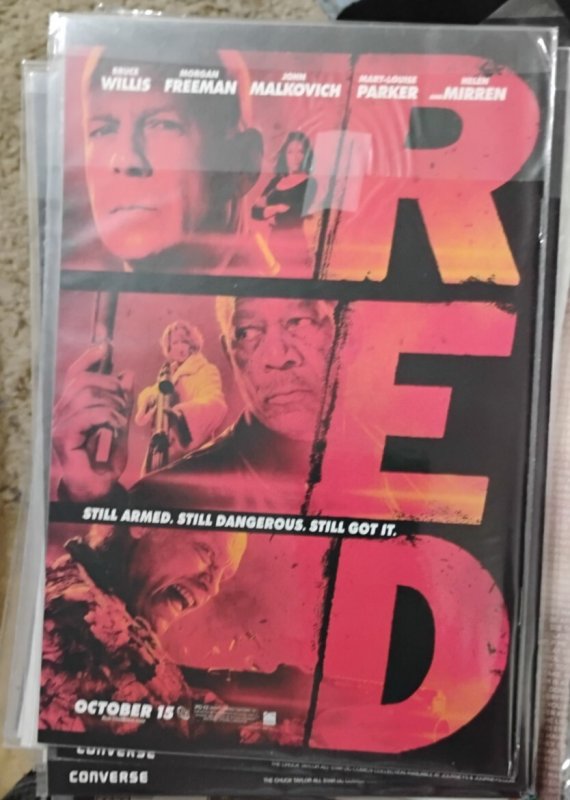 BRUCE WILLIS MORGAN FREEMAN JOHN MALKOVICH MARY-LOUISE PARKER AND HELEN MIRREN
RED
STILL ARMED. STILL DANGEROUS. STILL GOT IT.
OCTOBER 15
CONVERSE
CONVERSE